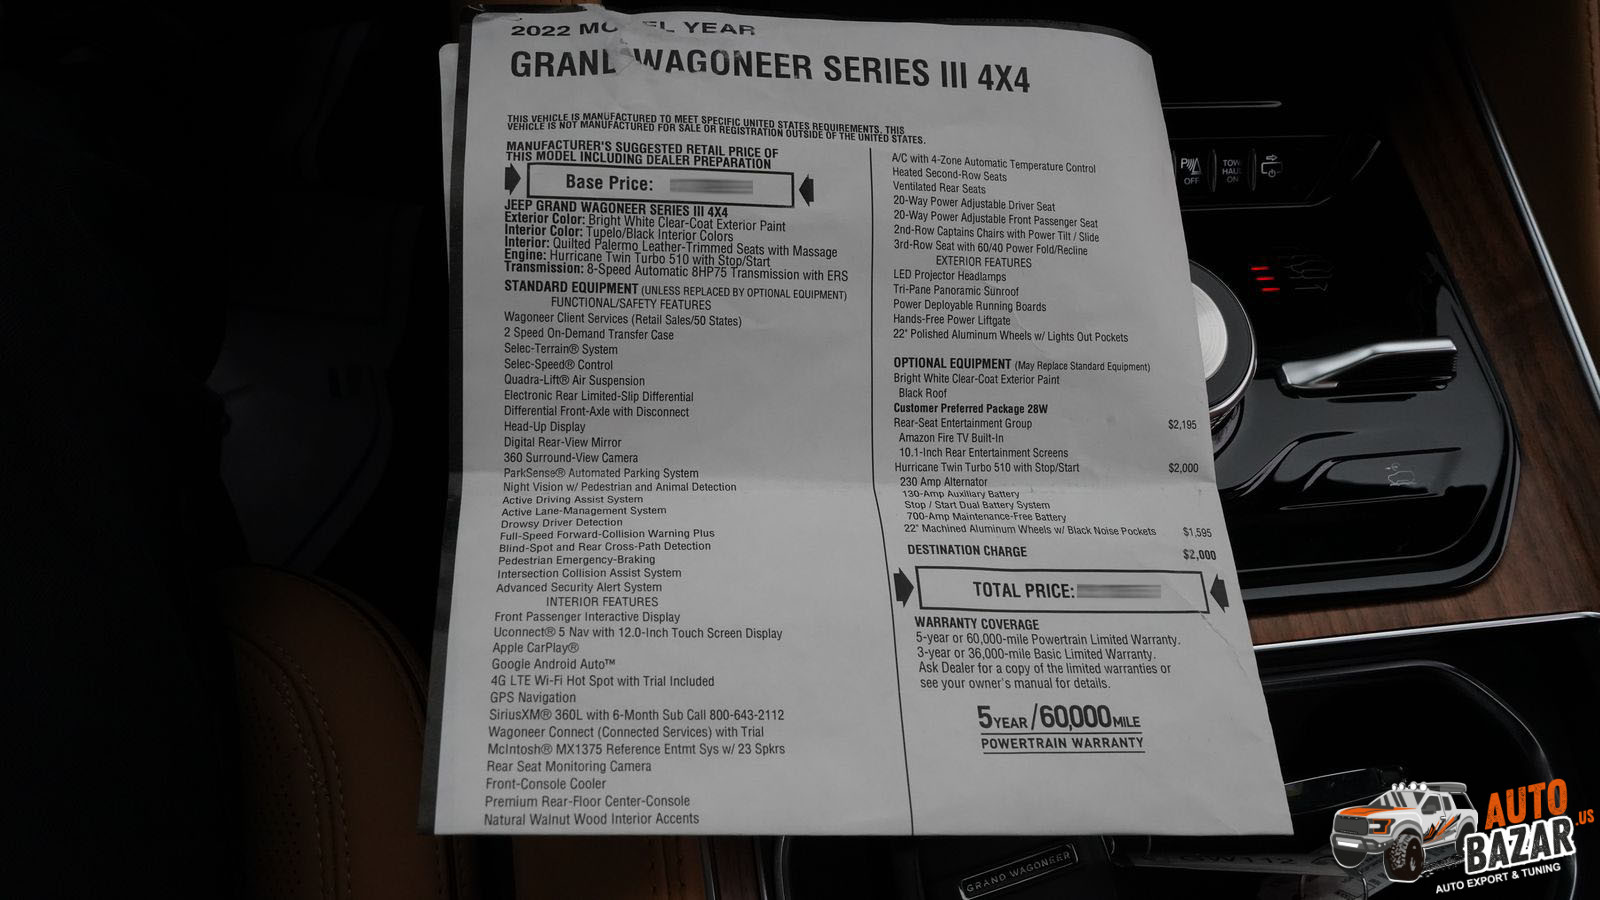 2022 MODEL YEAR
GRAND WAGONEER SERIES III 4X4
THIS VEHICLE IS MANUFACTURED TO MEET SPECIFIC UNITED STATES REQUIREMENTS. THIS
VEHICLE IS NOT MANUFACTURED FOR SALE OR REGISTRATION OUTSIDE OF THE UNITED STATES.
MANUFACTURER'S SUGGESTED RETAIL PRICE OF
THIS MODEL INCLUDING DEALER PREPARATION
Base Price:
JEEP GRAND WAGONEER SERIES III 4X4
Exterior Color: Bright White Clear-Coat Exterior Paint
Interior Color: Tupelo/Black Interior Colors
Interior: Quilted Palermo Leather-Trimmed Seats with Massage
Engine: Hurricane Twin Turbo 510 with Stop/Start
Transmission: 8-Speed Automatic 8HP75 Transmission with ERS
STANDARD EQUIPMENT (UNLESS REPLACED BY OPTIONAL EQUIPMENT)
FUNCTIONAL/SAFETY FEATURES
Wagoneer Client Services (Retail Sales/50 States)
2 Speed On-Demand Transfer Case
Selec-Terrain® System
Selec-Speed® Control
Quadra-Lift® Air Suspension
Electronic Rear Limited-Slip Differential
Differential Front-Axle with Disconnect
Head-Up Display
Digital Rear-View Mirror
360 Surround-View Camera
ParkSense® Automated Parking System
Night Vision w/ Pedestrian and Animal Detection
Active Driving Assist System
Active Lane-Management System
Drowsy Driver Detection
Full-Speed Forward-Collision Warning Plus
Blind-Spot and Rear Cross-Path Detection
Pedestrian Emergency-Braking
Intersection Collision Assist System
Advanced Security Alert System
INTERIOR FEATURES
Front Passenger Interactive Display
Uconnect® 5 Nav with 12.0-Inch Touch Screen Display
Apple CarPlay®
Google Android Auto™
4G LTE Wi-Fi Hot Spot with Trial Included
GPS Navigation
SiriusXM® 360L with 6-Month Sub Call 800-643-2112
Wagoneer Connect (Connected Services) with Trial
McIntosh® MX1375 Reference Entmt Sys w/ 23 Spkrs
Rear Seat Monitoring Camera
Front-Console Cooler
Premium Rear-Floor Center-Console
Natural Walnut Wood Interior Accents
A/C with 4-Zone Automatic Temperature Control
Heated Second-Row Seats
Ventilated Rear Seats
20-Way Power Adjustable Driver Seat
20-Way Power Adjustable Front Passenger Seat
2nd-Row Captains Chairs with Power Tilt / Slide
3rd-Row Seat with 60/40 Power Fold/Recline
EXTERIOR FEATURES
LED Projector Headlamps
Tri-Pane Panoramic Sunroof
Power Deployable Running Boards
Hands-Free Power Liftgate
22" Polished Aluminum Wheels w/ Lights Out Pockets
OPTIONAL EQUIPMENT (May Replace Standard Equipment)
Bright White Clear-Coat Exterior Paint
Black Roof
Customer Preferred Package 28W
Rear-Seat Entertainment Group $2,195
Amazon Fire TV Built-In
10.1-Inch Rear Entertainment Screens
Hurricane Twin Turbo 510 with Stop/Start $2,000
230 Amp Alternator
130-Amp Auxiliary Battery
Stop / Start Dual Battery System
700-Amp Maintenance-Free Battery
22" Machined Aluminum Wheels w/ Black Noise Pockets $1,595
DESTINATION CHARGE $2,000
TOTAL PRICE:
WARRANTY COVERAGE
5-year or 60,000-mile Powertrain Limited Warranty.
3-year or 36,000-mile Basic Limited Warranty.
Ask Dealer for a copy of the limited warranties or
see your owner's manual for details.
5 YEAR / 60,000 MILE
POWERTRAIN WARRANTY
OFF
TOW
HAUL
ON
GRAND WAGONEER
AUTO
BAZAR.us
AUTO EXPORT & TUNING